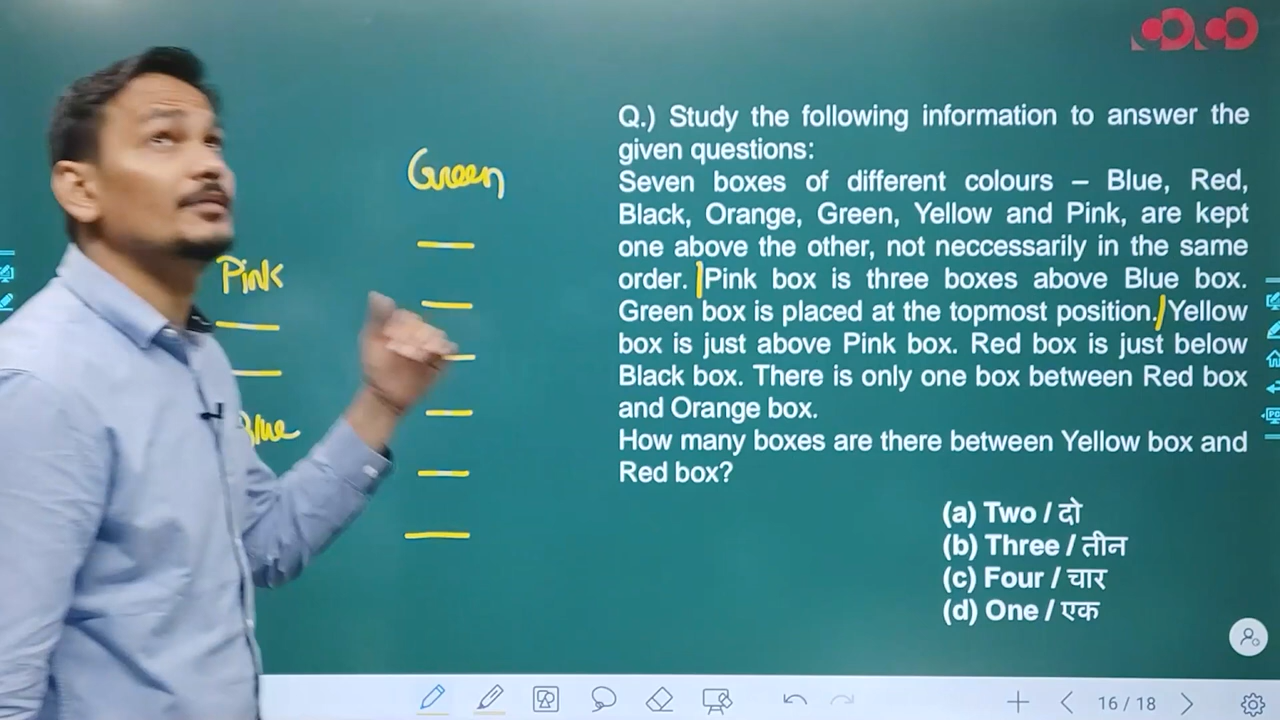 Q.) Study the following information to answer the
given questions:
Seven boxes of different colours – Blue, Red,
Black, Orange, Green, Yellow and Pink, are kept
one above the other, not neccessarily in the same
order. Pink box is three boxes above Blue box.
Green box is placed at the topmost position. Yellow
box is just above Pink box. Red box is just below
Black box. There is only one box between Red box
and Orange box.
How many boxes are there between Yellow box and
Red box?
(a) Two / दो
(b) Three / तीन
(c) Four / चार
(d) One / एक
Green
Pink
Blue
16 / 18